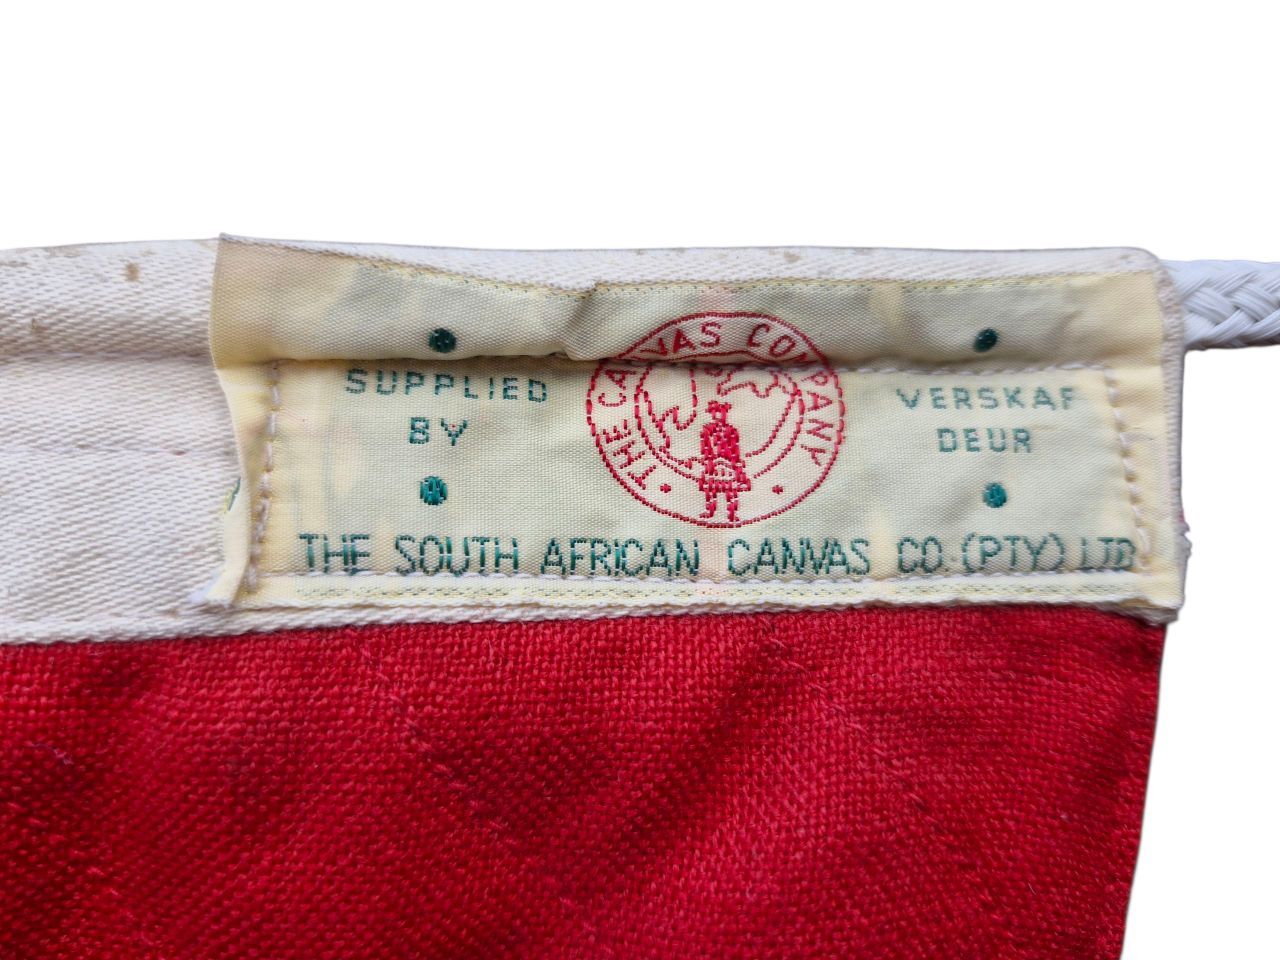 SUPPLIED
BY
THE CANVAS COMPANY
VERSKAF
DEUR
THE SOUTH AFRICAN CANVAS CO. (PTY) LTD